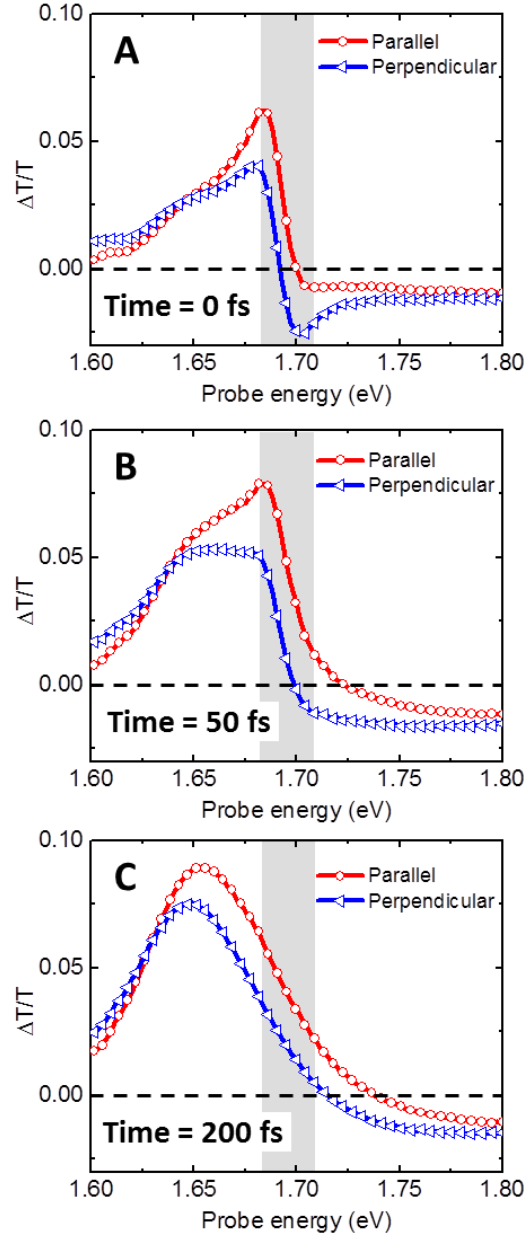 A
Parallel
Perpendicular
0.10
0.05
0.00
ΔT/T
Time = 0 fs
1.60 1.65 1.70 1.75 1.80
Probe energy (eV)
B
Parallel
Perpendicular
0.10
0.05
0.00
ΔT/T
Time = 50 fs
1.60 1.65 1.70 1.75 1.80
Probe energy (eV)
C
Parallel
Perpendicular
0.10
0.05
0.00
ΔT/T
Time = 200 fs
1.60 1.65 1.70 1.75 1.80
Probe energy (eV)